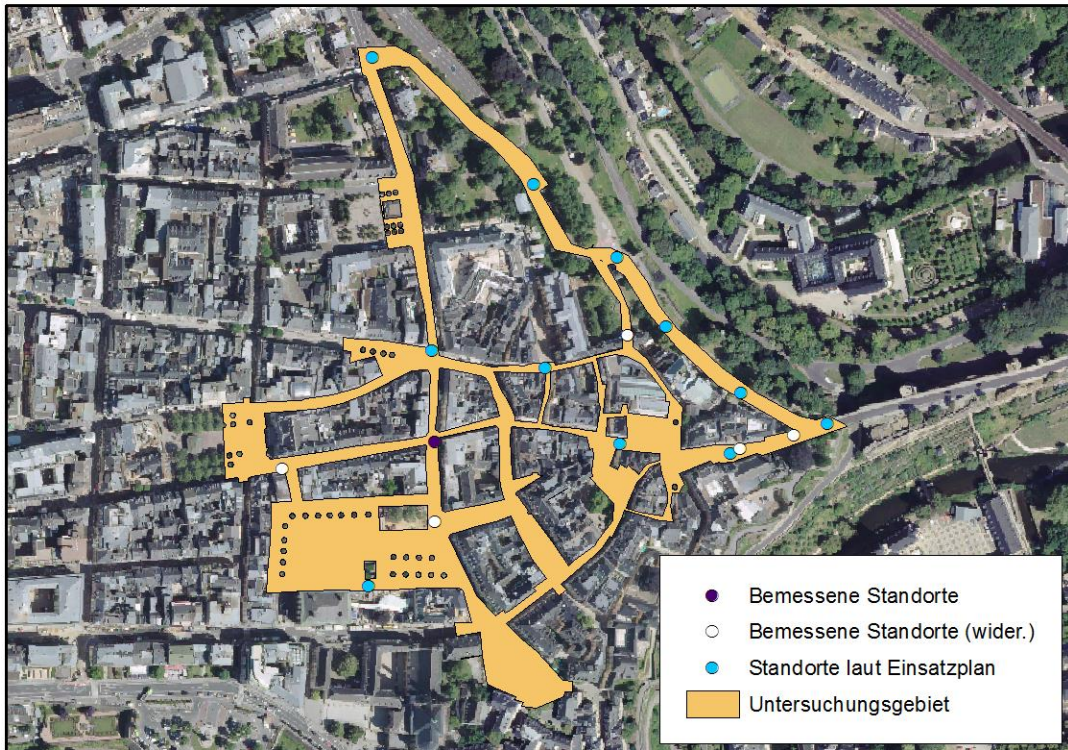 Bemessene Standorte
Bemessene Standorte (wider.)
Standorte laut Einsatzplan
Untersuchungsgebiet